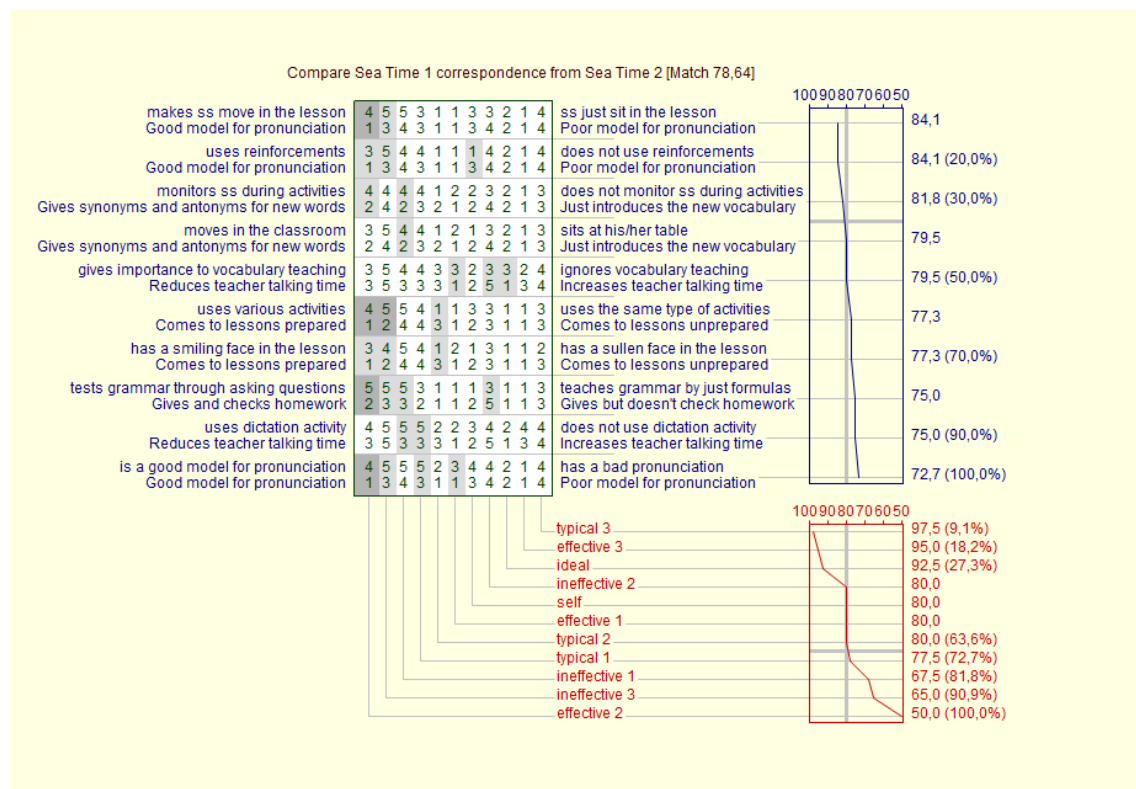 Compare Sea Time 1 correspondence from Sea Time 2 [Match 78,64]
1009080706050
makes ss move in the lesson 4 5 5 3 1 1 3 3 2 1 4 ss just sit in the lesson 84,1
Good model for pronunciation 1 3 4 3 1 1 3 4 2 1 4 Poor model for pronunciation
uses reinforcements 3 5 4 4 1 1 1 4 2 1 4 does not use reinforcements 84,1 (20,0%)
Good model for pronunciation 1 3 4 3 1 1 3 4 2 1 4 Poor model for pronunciation
monitors ss during activities 4 4 4 4 1 2 2 3 2 1 3 does not monitor ss during activities 81,8 (30,0%)
Gives synonyms and antonyms for new words 2 4 2 3 2 1 2 4 2 1 3 Just introduces the new vocabulary
moves in the classroom 3 5 4 4 1 2 1 3 2 1 3 sits at his/her table 79,5
Gives synonyms and antonyms for new words 2 4 2 3 2 1 2 4 2 1 3 Just introduces the new vocabulary
gives importance to vocabulary teaching 3 5 4 4 3 3 2 3 3 2 4 ignores vocabulary teaching 79,5 (50,0%)
Reduces teacher talking time 3 5 3 3 3 1 2 5 1 3 4 Increases teacher talking time
uses various activities 4 5 5 4 1 1 3 3 1 1 3 uses the same type of activities 77,3
Comes to lessons prepared 1 2 4 4 3 1 2 3 1 1 3 Comes to lessons unprepared
has a smiling face in the lesson 3 4 5 4 1 2 1 3 1 1 2 has a sullen face in the lesson 77,3 (70,0%)
Comes to lessons prepared 1 2 4 4 3 1 2 3 1 1 3 Comes to lessons unprepared
tests grammar through asking questions 5 5 5 3 1 1 1 3 1 1 3 teaches grammar by just formulas 75,0
Gives and checks homework 2 3 3 2 1 1 2 5 1 1 3 Gives but doesn't check homework
uses dictation activity 4 5 5 5 2 2 3 4 2 4 4 does not use dictation activity 75,0 (90,0%)
Reduces teacher talking time 3 5 3 3 3 1 2 5 1 3 4 Increases teacher talking time
is a good model for pronunciation 4 5 5 5 2 3 4 4 2 1 4 has a bad pronunciation 72,7 (100,0%)
Good model for pronunciation 1 3 4 3 1 1 3 4 2 1 4 Poor model for pronunciation
1009080706050
typical 3 97,5 (9,1%)
effective 3 95,0 (18,2%)
ideal 92,5 (27,3%)
ineffective 2 80,0
self 80,0
effective 1 80,0
typical 2 80,0 (63,6%)
typical 1 77,5 (72,7%)
ineffective 1 67,5 (81,8%)
ineffective 3 65,0 (90,9%)
effective 2 50,0 (100,0%)